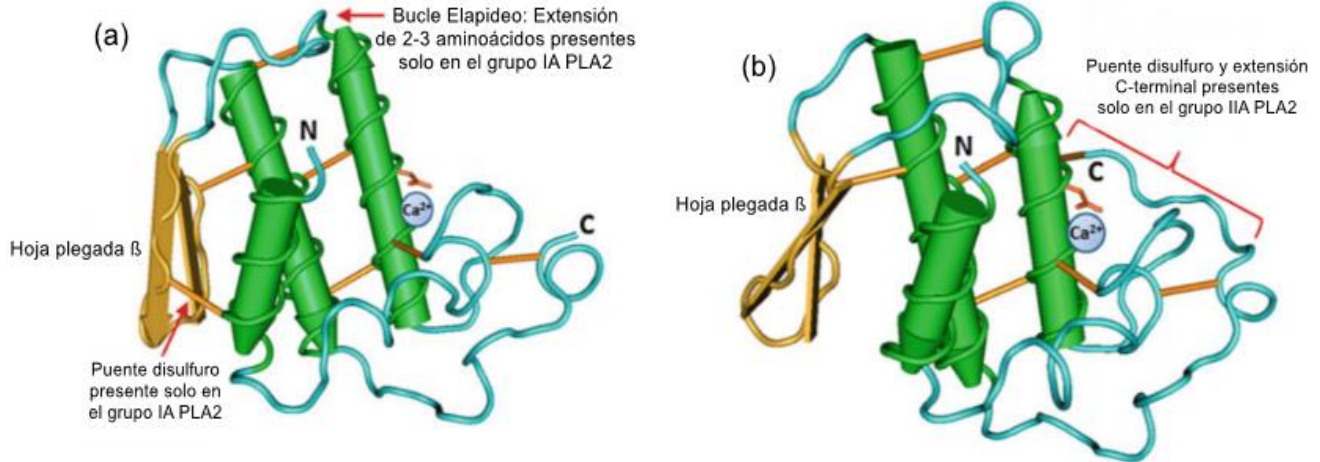 (a)
Bucle Elapideo: Extensión
de 2-3 aminoácidos presentes
solo en el grupo IA PLA2
N
Ca²⁺
C
Hoja plegada ß
Puente disulfuro
presente solo en
el grupo IA PLA2
(b)
Puente disulfuro y extensión
C-terminal presentes
solo en el grupo IIA PLA2
N
C
Ca²⁺
Hoja plegada ß